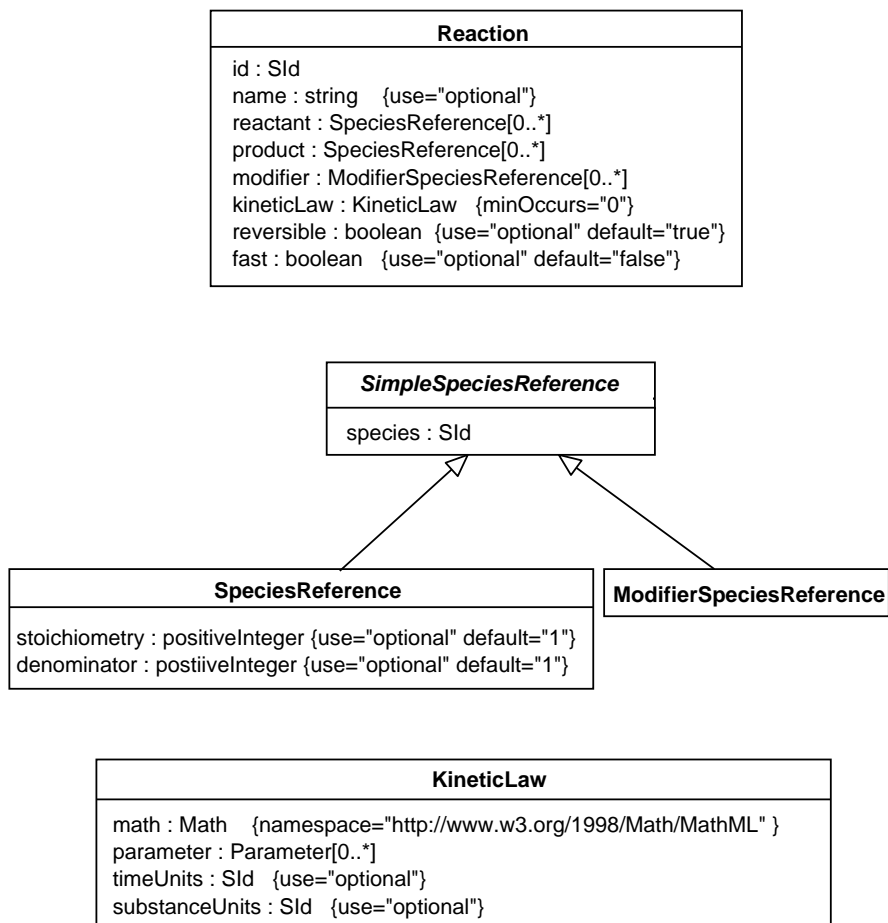 Reaction
id : SId
name : string {use="optional"}
reactant : SpeciesReference[0..*]
product : SpeciesReference[0..*]
modifier : ModifierSpeciesReference[0..*]
kineticLaw : KineticLaw {minOccurs="0"}
reversible : boolean {use="optional" default="true"}
fast : boolean {use="optional" default="false"}
SimpleSpeciesReference
species : SId
SpeciesReference
stoichiometry : positiveInteger {use="optional" default="1"}
denominator : postiiveInteger {use="optional" default="1"}
ModifierSpeciesReference
KineticLaw
math : Math {namespace="http://www.w3.org/1998/Math/MathML" }
parameter : Parameter[0..*]
timeUnits : SId {use="optional"}
substanceUnits : SId {use="optional"}